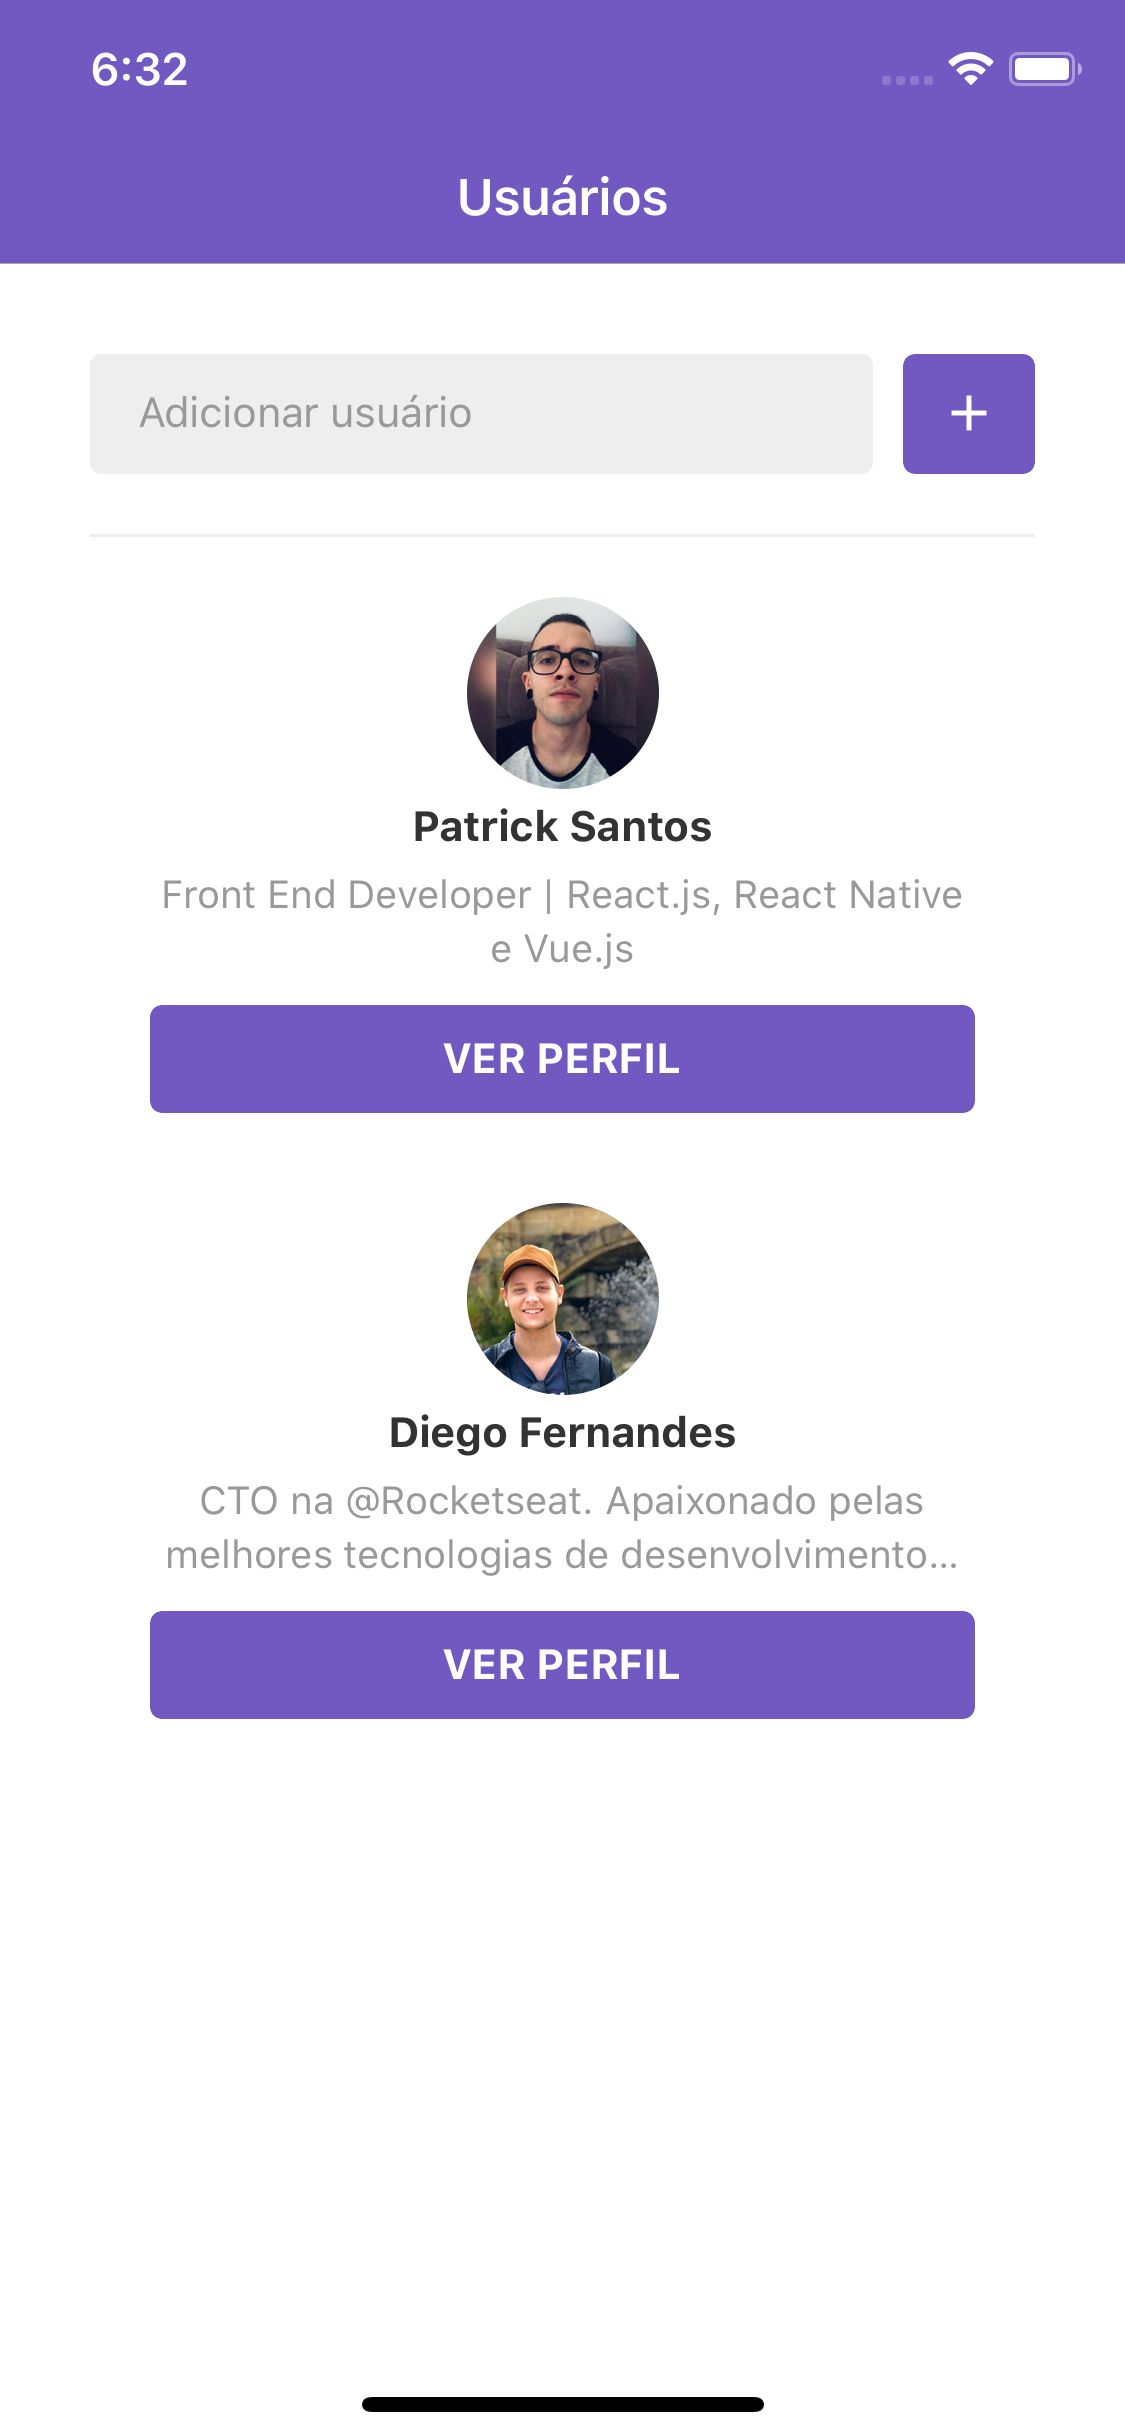 6:32
Usuários
Adicionar usuário
+
Patrick Santos
Front End Developer | React.js, React Native
e Vue.js
VER PERFIL
Diego Fernandes
CTO na @Rocketseat. Apaixonado pelas
melhores tecnologias de desenvolvimento...
VER PERFIL